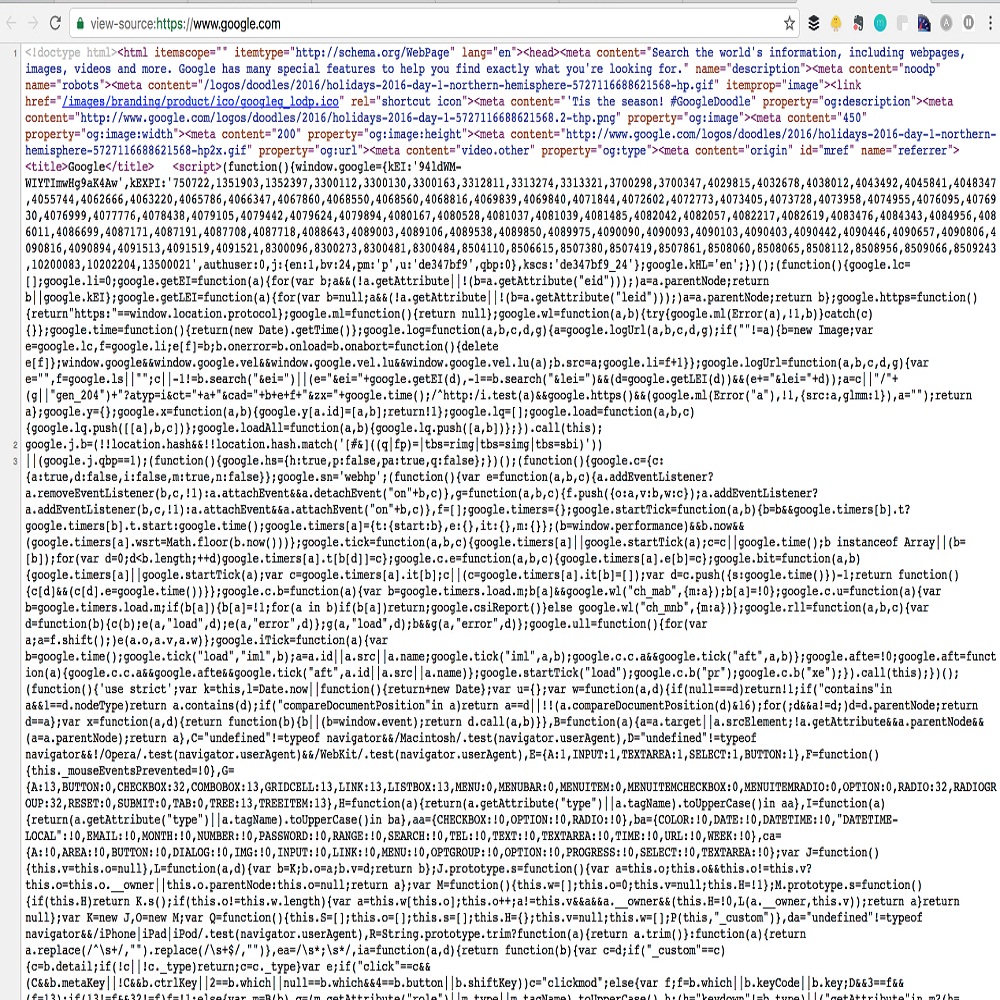 view-source:https://www.google.com
1 <!doctype html><html itemscope="" itemtype="http://schema.org/WebPage" lang="en"><head><meta content="Search the world's information, including webpages,
images, videos and more. Google has many special features to help you find exactly what you're looking for." name="description"><meta content="noodp"
name="robots"><meta content="/logos/doodles/2016/holidays-2016-day-1-northern-hemisphere-5727116688621568-hp.gif" itemprop="image"><link
href="/images/branding/product/ico/googleg_lodp.ico" rel="shortcut icon"><meta content="'Tis the season! #GoogleDoodle" property="og:description"><meta
content="http://www.google.com/logos/doodles/2016/holidays-2016-day-1-5727116688621568.2-thp.png" property="og:image"><meta content="450"
property="og:image:width"><meta content="200" property="og:image:height"><meta content="http://www.google.com/logos/doodles/2016/holidays-2016-day-1-northern-
hemisphere-5727116688621568-hp2x.gif" property="og:url"><meta content="video.other" property="og:type"><meta content="origin" id="mref" name="referrer">
<title>Google</title>   <script>(function(){window.google={kEI:'94ldWM-
WIYTImwHg9aK4Aw',kEXPI:'750722,1351903,1352397,3300112,3300130,3300163,3312811,3313274,3313321,3700298,3700347,4029815,4032678,4038012,4043492,4045841,4048347
,4055744,4062666,4063220,4065786,4066347,4067860,4068550,4068560,4068816,4069839,4069840,4071844,4072602,4072773,4073405,4073728,4073958,4074955,4076095,40769
30,4076999,4077776,4078438,4079105,4079442,4079624,4079894,4080167,4080528,4081037,4081039,4081485,4082042,4082057,4082217,4082619,4083476,4084343,4084956,408
6011,4086699,4087171,4087191,4087708,4087718,4088643,4089003,4089106,4089538,4089850,4089975,4090090,4090093,4090103,4090403,4090442,4090446,4090657,4090806,4
090816,4090894,4091513,4091519,4091521,8300096,8300273,8300481,8300484,8504110,8506615,8507380,8507419,8507861,8508060,8508065,8508112,8508956,8509066,8509243
,10200083,10202204,13500021',authuser:0,j:{en:1,bv:24,pm:'p',u:'de347bf9',qbp:0},kscs:'de347bf9_24'};google.kHL='en';})();(function(){google.lc=
[];google.li=0;google.getEI=function(a){for(var b;a&&(!a.getAttribute||!(b=a.getAttribute("eid")));)a=a.parentNode;return
b||google.kEI};google.getLEI=function(a){for(var b=null;a&&(!a.getAttribute||!(b=a.getAttribute("leid")));)a=a.parentNode;return b};google.https=function()
{return"https:"==window.location.protocol};google.ml=function(){return null};google.wl=function(a,b){try{google.ml(Error(a),!1,b)}catch(c)
{}};google.time=function(){return(new Date).getTime()};google.log=function(a,b,c,d,g){a=google.logUrl(a,b,c,d,g);if(""!=a){b=new Image;var
e=google.lc,f=google.li;e[f]=b;b.onerror=b.onload=b.onabort=function(){delete
e[f]};window.google&&window.google.vel&&window.google.vel.lu&&window.google.vel.lu(a);b.src=a;google.li=f+1}};google.logUrl=function(a,b,c,d,g){var
e="",f=google.ls||"";c||-1!=b.search("&ei=")||(e="&ei="+google.getEI(d),-1==b.search("&lei=")&&(d=google.getLEI(d))&&(e+="&lei="+d));a=c||"/"+
(g||"gen_204")+"?atyp=i&ct="+a+"&cad="+b+e+f+"&zx="+google.time();/^http:/i.test(a)&&google.https()&&(google.ml(Error("a"),!1,{src:a,glmm:1}),a="");return
a};google.y={};google.x=function(a,b){google.y[a.id]=[a,b];return!1};google.lq=[];google.load=function(a,b,c)
{google.lq.push([[a],b,c])};google.loadAll=function(a,b){google.lq.push([a,b])};}).call(this);
2 google.j.b=(!!location.hash&&!!location.hash.match('[#&]((q|fp)=|tbs=rimg|tbs=simg|tbs=sbi)'))
3 ||(google.j.qbp==1);(function(){google.hs={h:true,p:false,pa:true,q:false};})();(function(){google.c={c:
{a:true,d:false,i:false,m:true,n:false}};google.sn='webhp';(function(){var e=function(a,b,c){a.addEventListener?
a.removeEventListener(b,c,!1):a.attachEvent&&a.detachEvent("on"+b,c)},g=function(a,b,c){f.push({o:a,v:b,w:c});a.addEventListener?
a.addEventListener(b,c,!1):a.attachEvent&&a.attachEvent("on"+b,c)},f=[];google.timers={};google.startTick=function(a,b){b=b&&google.timers[b].t?
google.timers[b].t.start:google.time();google.timers[a]={t:{start:b},e:{},it:{},m:{}};(b=window.performance)&&b.now&&
(google.timers[a].wsrt=Math.floor(b.now()))};google.tick=function(a,b,c){google.timers[a]||google.startTick(a);c=c||google.time();b instanceof Array||(b=
[b]);for(var d=0;d<b.length;++d)google.timers[a].t[b[d]]=c};google.c.e=function(a,b,c){google.timers[a].e[b]=c};google.bit=function(a,b)
{google.timers[a]||google.startTick(a);var c=google.timers[a].it[b];c||(c=google.timers[a].it[b]=[]);var d=c.push({s:google.time()})-1;return function()
{c[d]&&(c[d].e=google.time())}};google.c.b=function(a){var b=google.timers.load.m;b[a]&&google.wl("ch_mab",{m:a});b[a]=!0};google.c.u=function(a){var
b=google.timers.load.m;if(b[a]){b[a]=!1;for(a in b)if(b[a])return;google.csiReport()}else google.wl("ch_mnb",{m:a})};google.rll=function(a,b,c){var
d=function(b){c(b);e(a,"load",d);e(a,"error",d)};g(a,"load",d);b&&g(a,"error",d)};google.ull=function(){for(var
a;a=f.shift();)e(a.o,a.v,a.w)};google.iTick=function(a){var
b=google.time();google.tick("load","iml",b);a=a.id||a.src||a.name;google.tick("iml",a,b);google.c.c.a&&google.tick("aft",a,b)};google.afte=!0;google.aft=funct
ion(a){google.c.c.a&&google.afte&&google.tick("aft",a.id||a.src||a.name)};google.startTick("load");google.c.b("pr");google.c.b("xe");}).call(this);})();
(function(){'use strict';var k=this,l=Date.now||function(){return+new Date};var u={};var w=function(a,d){if(null===d)return!1;if("contains"in
a&&1==d.nodeType)return a.contains(d);if("compareDocumentPosition"in a)return a==d||!!(a.compareDocumentPosition(d)&16);for(;d&&a!=d;)d=d.parentNode;return
d==a};var x=function(a,d){return function(b){b||(b=window.event);return d.call(a,b)}},B=function(a){a=a.target||a.srcElement;!a.getAttribute&&a.parentNode&&
(a=a.parentNode);return a},C="undefined"!=typeof navigator&&/Macintosh/.test(navigator.userAgent),D="undefined"!=typeof
navigator&&!/Opera/.test(navigator.userAgent)&&/WebKit/.test(navigator.userAgent),E={A:1,INPUT:1,TEXTAREA:1,SELECT:1,BUTTON:1},F=function()
{this._mouseEventsPrevented=!0},G=
{A:13,BUTTON:0,CHECKBOX:32,COMBOBOX:13,GRIDCELL:13,LINK:13,LISTBOX:13,MENU:0,MENUBAR:0,MENUITEM:0,MENUITEMCHECKBOX:0,MENUITEMRADIO:0,OPTION:0,RADIO:32,RADIOGR
OUP:32,RESET:0,SUBMIT:0,TAB:0,TREE:13,TREEITEM:13},H=function(a){return(a.getAttribute("type")||a.tagName).toUpperCase()in aa},I=function(a)
{return(a.getAttribute("type")||a.tagName).toUpperCase()in ba},aa={CHECKBOX:!0,OPTION:!0,RADIO:!0},ba={COLOR:!0,DATE:!0,DATETIME:!0,"DATETIME-
LOCAL":!0,EMAIL:!0,MONTH:!0,NUMBER:!0,PASSWORD:!0,RANGE:!0,SEARCH:!0,TEL:!0,TEXT:!0,TEXTAREA:!0,TIME:!0,URL:!0,WEEK:!0},ca=
{A:!0,AREA:!0,BUTTON:!0,DIALOG:!0,IMG:!0,INPUT:!0,LINK:!0,MENU:!0,OPTGROUP:!0,OPTION:!0,PROGRESS:!0,SELECT:!0,TEXTAREA:!0};var J=function()
{this.v=this.o=null},L=function(a,d){var b=K;b.o=a;b.v=d;return b};J.prototype.s=function(){var a=this.o;this.o&&this.o!=this.v?
this.o=this.o.__owner||this.o.parentNode:this.o=null;return a};var M=function(){this.w=[];this.o=0;this.v=null;this.H=!1};M.prototype.s=function()
{if(this.H)return K.s();if(this.o!=this.w.length){var a=this.w[this.o];this.o++;a!=this.v&&a&&a.__owner&&(this.H=!0,L(a.__owner,this.v));return a}return
null};var K=new J,O=new M;var Q=function(){this.S=[];this.o=[];this.s=[];this.H={};this.v=null;this.w=[];P(this,"_custom")},da="undefined"!=typeof
navigator&&/iPhone|iPad|iPod/.test(navigator.userAgent),R=String.prototype.trim?function(a){return a.trim()}:function(a){return
a.replace(/^\s+/,"").replace(/\s+$/,"")},ea=/\s*;\s*/,ia=function(a,d){return function(b){var c=d;if("_custom"==c)
{c=b.detail;if(!c||!c._type)return;c=c._type}var e;if("click"==c&&
(C&&b.metaKey||!C&&b.ctrlKey||2==b.which||null==b.which&&4==b.button||b.shiftKey))c="clickmod";else{var f;f=b.which||b.keyCode||b.key;D&&3==f&&